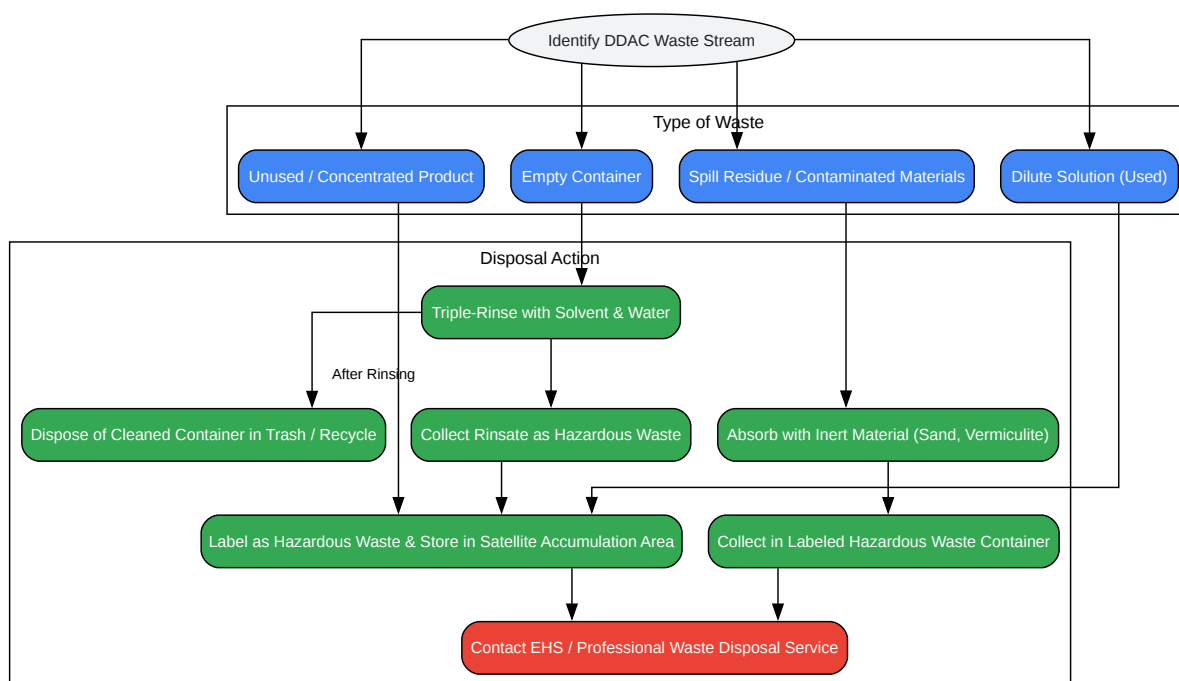 Identify DDAC Waste Stream
Type of Waste
Unused / Concentrated Product
Empty Container
Spill Residue / Contaminated Materials
Dilute Solution (Used)
Disposal Action
Triple-Rinse with Solvent & Water
After Rinsing
Dispose of Cleaned Container in Trash / Recycle
Collect Rinsate as Hazardous Waste
Absorb with Inert Material (Sand, Vermiculite)
Label as Hazardous Waste & Store in Satellite Accumulation Area
Collect in Labeled Hazardous Waste Container
Contact EHS / Professional Waste Disposal Service